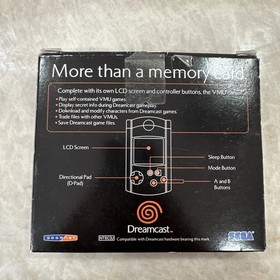 More than a memory card
Complete with its own LCD screen and controller buttons, the VMU
• Play self-contained VMU games.
• Display secret info during Dreamcast gameplay.
• Download and modify characters from Dreamcast games.
• Trade files with other VMUs.
• Save Dreamcast game files.
LCD Screen
Sleep Button
Mode Button
Directional Pad
(D-Pad)
A and B
Buttons
Dreamcast™
NTSC/U Compatible with Dreamcast hardware bearing this mark.
SEGA